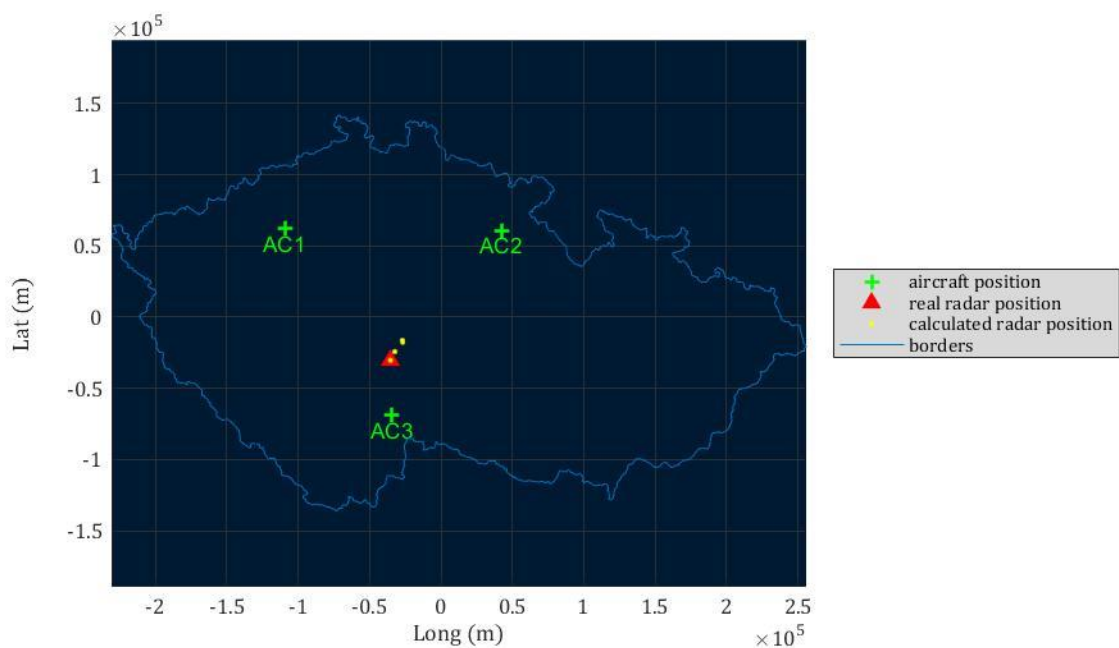 ×10⁵
1.5
1
0.5
0
-0.5
-1
-1.5
Lat (m)
AC1
AC2
AC3
-2
-1.5
-1
-0.5
0
0.5
1
1.5
2
2.5
Long (m)
×10⁵
aircraft position
real radar position
calculated radar position
borders